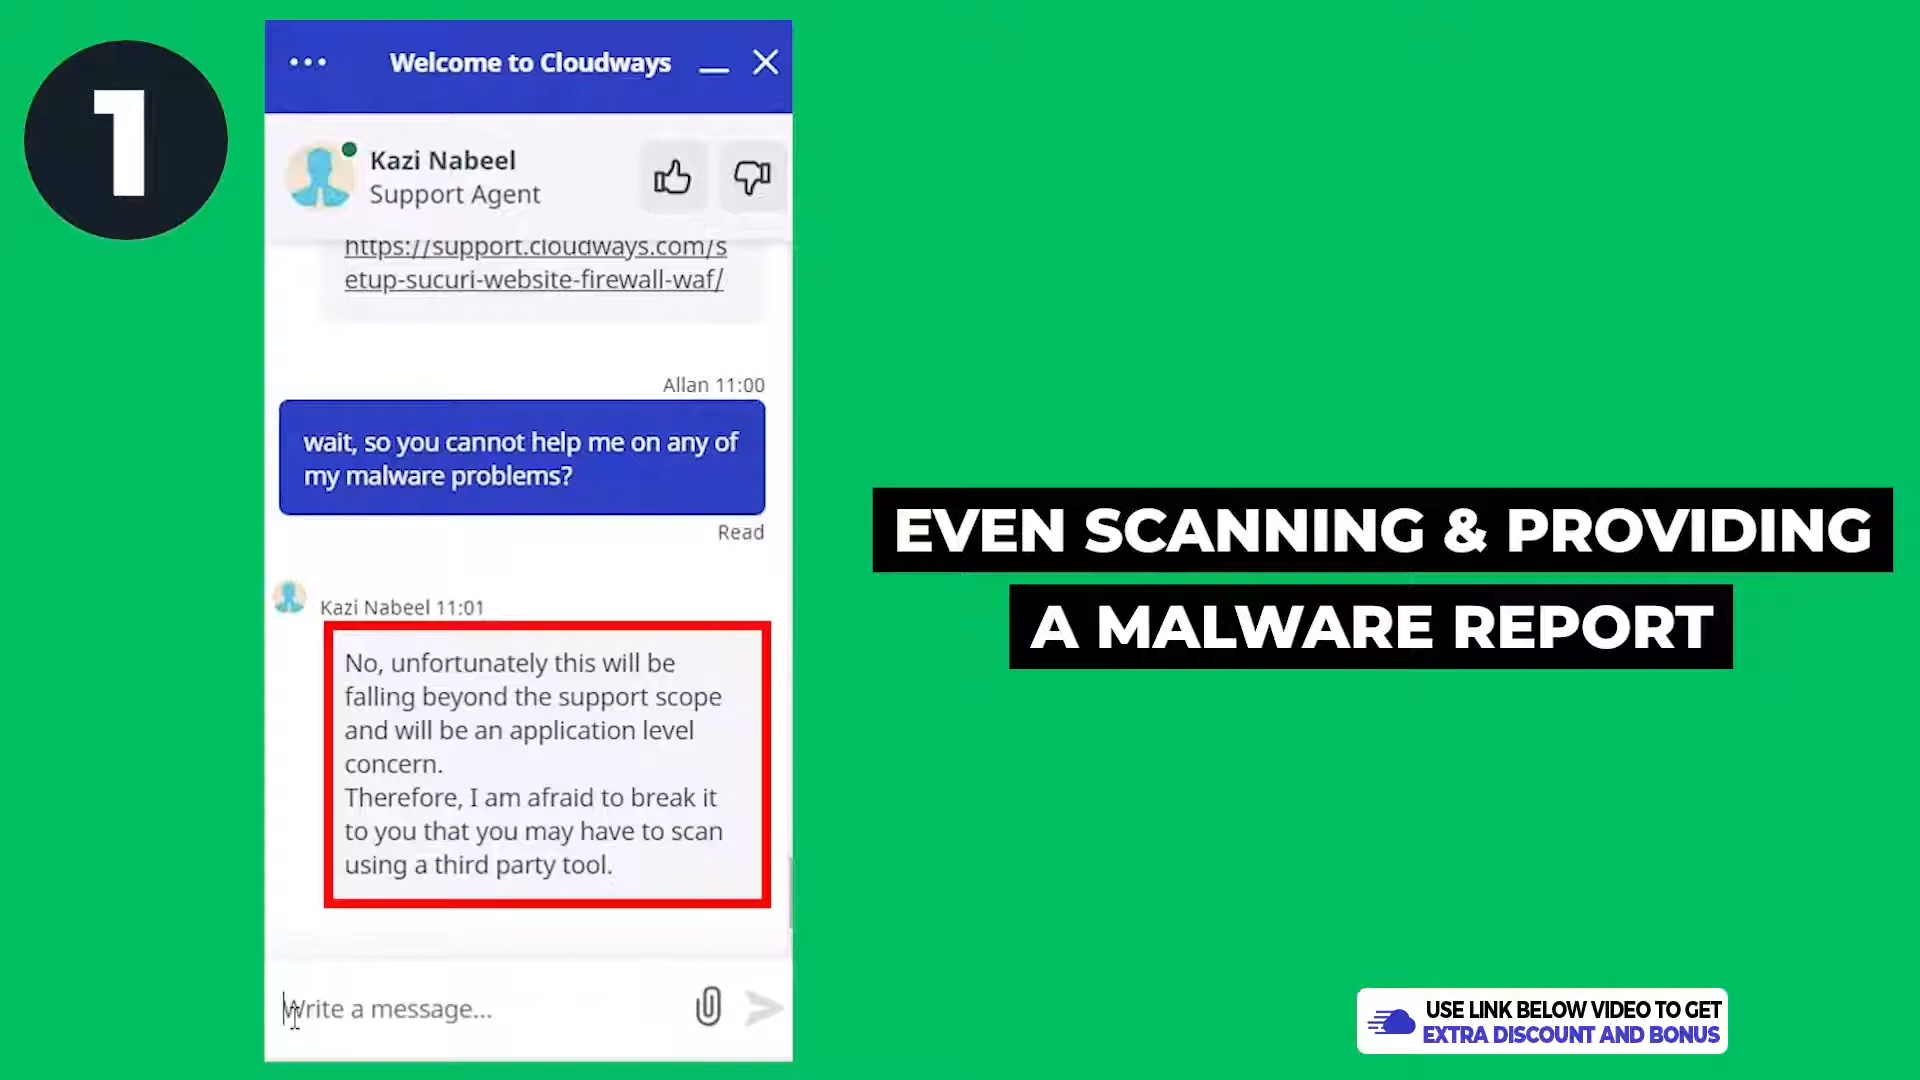 1
Welcome to Cloudways
Kazi Nabeel
Support Agent
https://support.cloudways.com/s
etup-sucuri-website-firewall-waf/
Allan 11:00
wait, so you cannot help me on any of
my malware problems?
Read
Kazi Nabeel 11:01
No, unfortunately this will be
falling beyond the support scope
and will be an application level
concern.
Therefore, I am afraid to break it
to you that you may have to scan
using a third party tool.
Write a message...
EVEN SCANNING & PROVIDING
A MALWARE REPORT
USE LINK BELOW VIDEO TO GET
EXTRA DISCOUNT AND BONUS